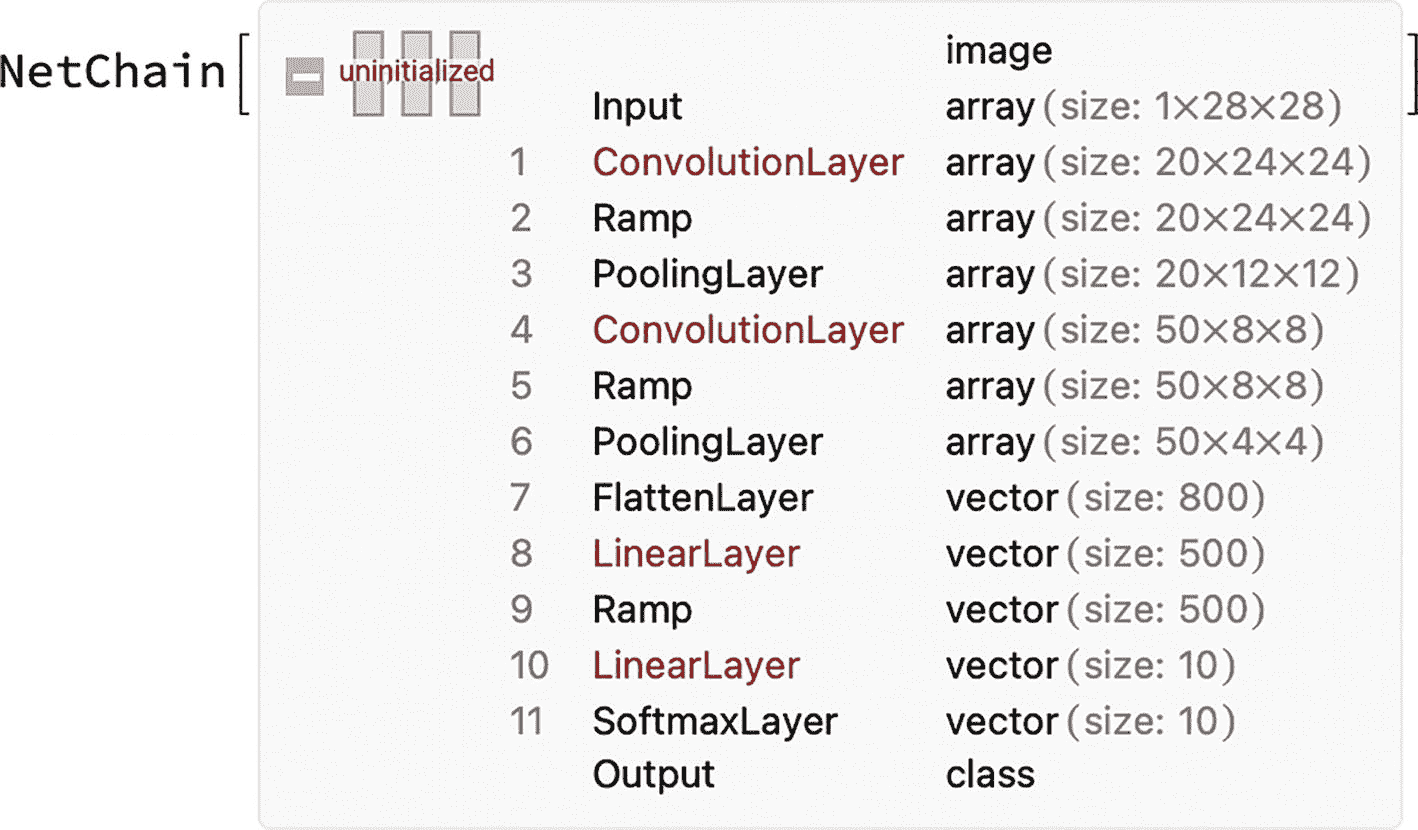 image
NetChain[ uninitialized ]
Input array (size: 1×28×28)
1 ConvolutionLayer array (size: 20×24×24)
2 Ramp array (size: 20×24×24)
3 PoolingLayer array (size: 20×12×12)
4 ConvolutionLayer array (size: 50×8×8)
5 Ramp array (size: 50×8×8)
6 PoolingLayer array (size: 50×4×4)
7 FlattenLayer vector (size: 800)
8 LinearLayer vector (size: 500)
9 Ramp vector (size: 500)
10 LinearLayer vector (size: 10)
11 SoftmaxLayer vector (size: 10)
Output class